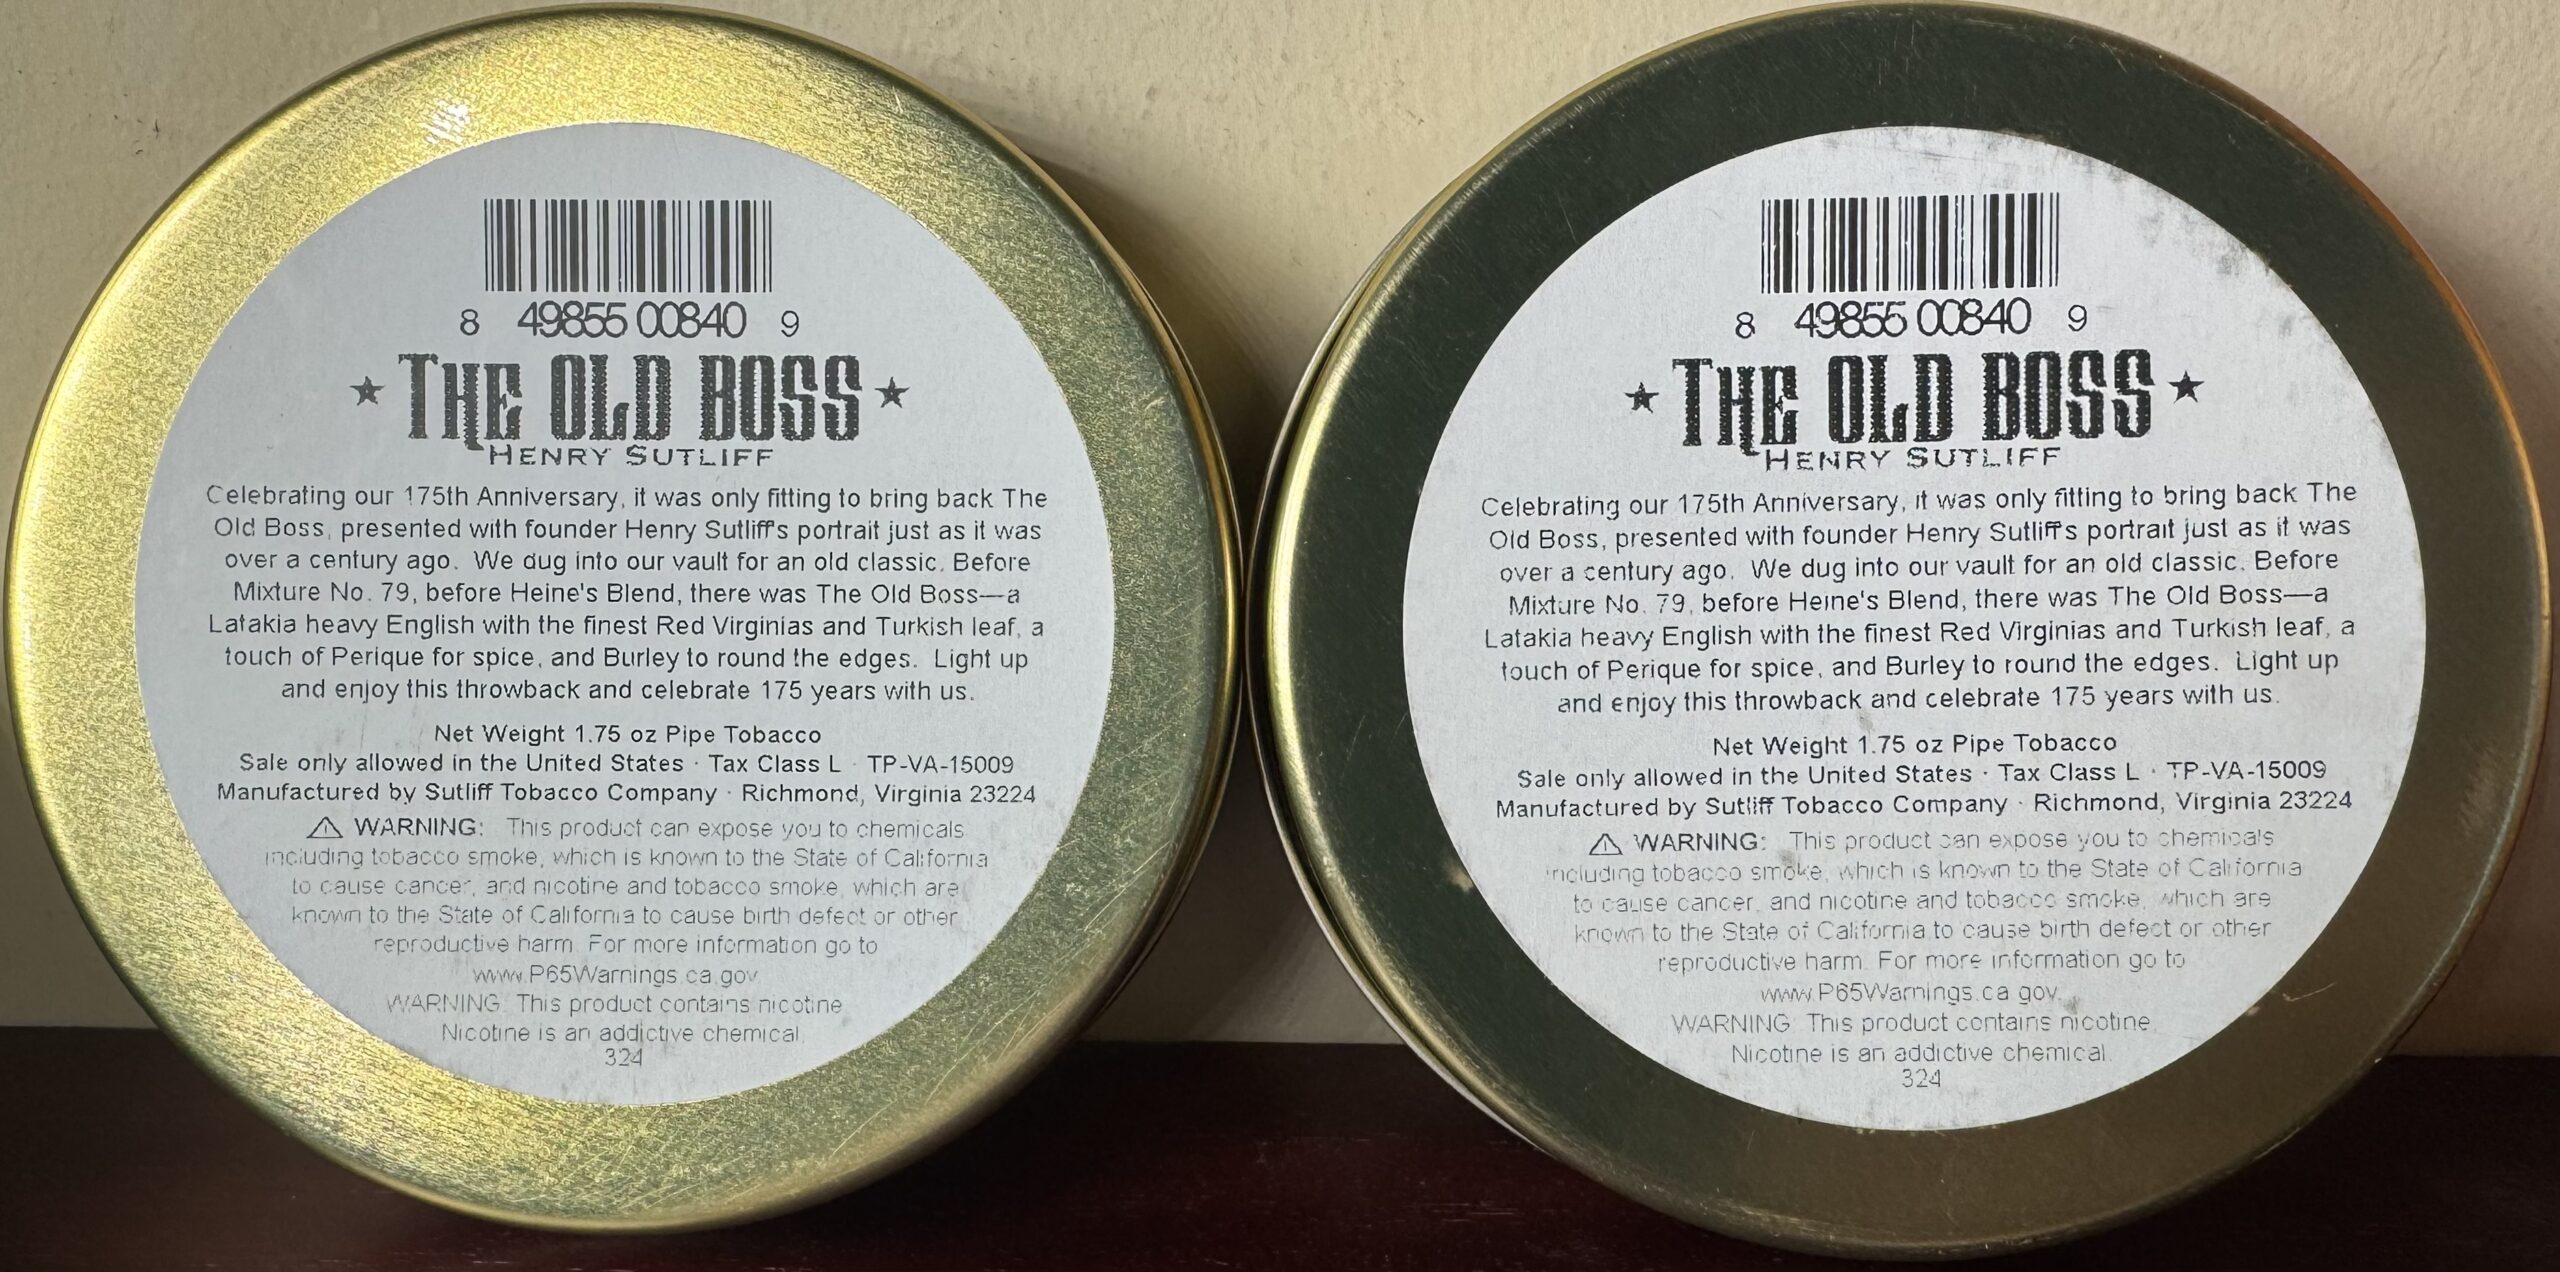 8 49855 00840 9
★ THE OLD BOSS ★
HENRY SUTLIFF
Celebrating our 175th Anniversary, it was only fitting to bring back The
Old Boss, presented with founder Henry Sutliff's portrait just as it was
over a century ago. We dug into our vault for an old classic. Before
Mixture No. 79, before Heine's Blend, there was The Old Boss—a
Latakia heavy English with the finest Red Virginias and Turkish leaf, a
touch of Perique for spice, and Burley to round the edges. Light up
and enjoy this throwback and celebrate 175 years with us.
Net Weight 1.75 oz Pipe Tobacco
Sale only allowed in the United States · Tax Class L · TP-VA-15009
Manufactured by Sutliff Tobacco Company · Richmond, Virginia 23224
⚠ WARNING: This product can expose you to chemicals
including tobacco smoke, which is known to the State of California
to cause cancer, and nicotine and tobacco smoke, which are
known to the State of California to cause birth defect or other
reproductive harm. For more information go to
www.P65Warnings.ca.gov
WARNING: This product contains nicotine.
Nicotine is an addictive chemical.
324
8 49855 00840 9
★ THE OLD BOSS ★
HENRY SUTLIFF
Celebrating our 175th Anniversary, it was only fitting to bring back The
Old Boss, presented with founder Henry Sutliff's portrait just as it was
over a century ago. We dug into our vault for an old classic. Before
Mixture No. 79, before Heine's Blend, there was The Old Boss—a
Latakia heavy English with the finest Red Virginias and Turkish leaf, a
touch of Perique for spice, and Burley to round the edges. Light up
and enjoy this throwback and celebrate 175 years with us.
Net Weight 1.75 oz Pipe Tobacco
Sale only allowed in the United States · Tax Class L · TP-VA-15009
Manufactured by Sutliff Tobacco Company · Richmond, Virginia 23224
⚠ WARNING: This product can expose you to chemicals
including tobacco smoke, which is known to the State of California
to cause cancer, and nicotine and tobacco smoke, which are
known to the State of California to cause birth defect or other
reproductive harm. For more information go to
www.P65Warnings.ca.gov
WARNING: This product contains nicotine.
Nicotine is an addictive chemical.
324